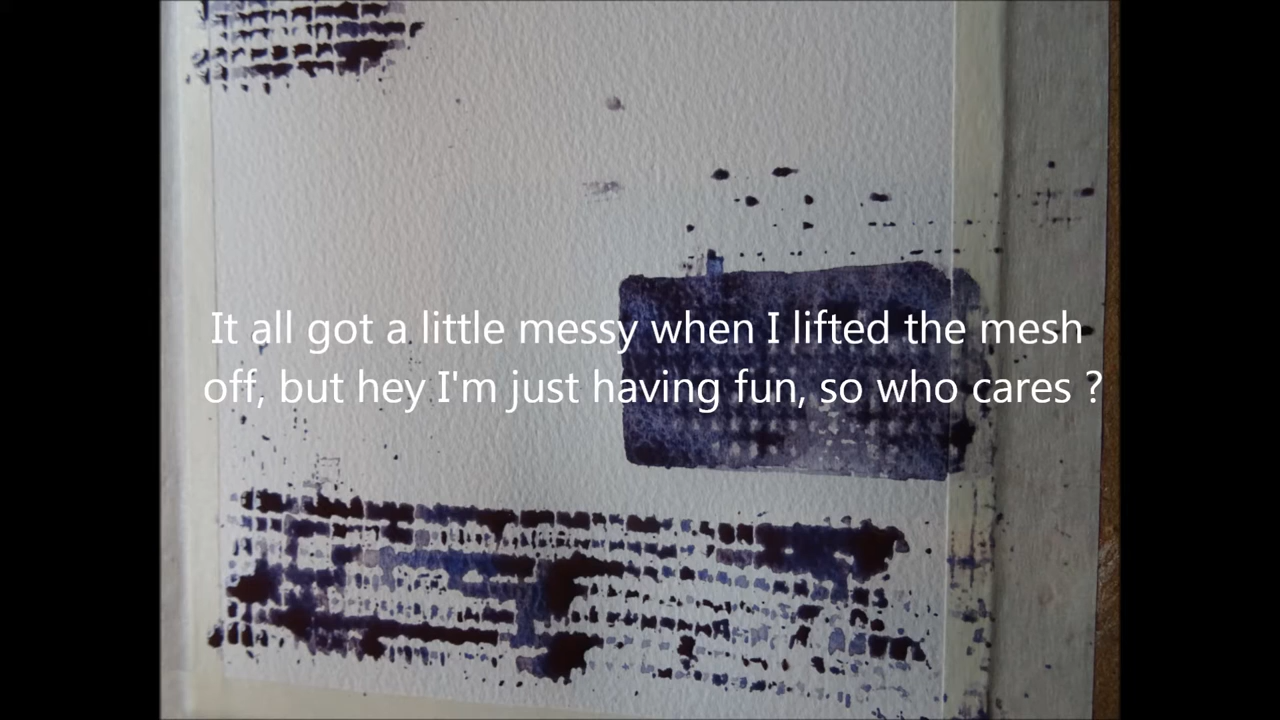 It all got a little messy when I lifted the mesh
off, but hey I'm just having fun, so who cares ?